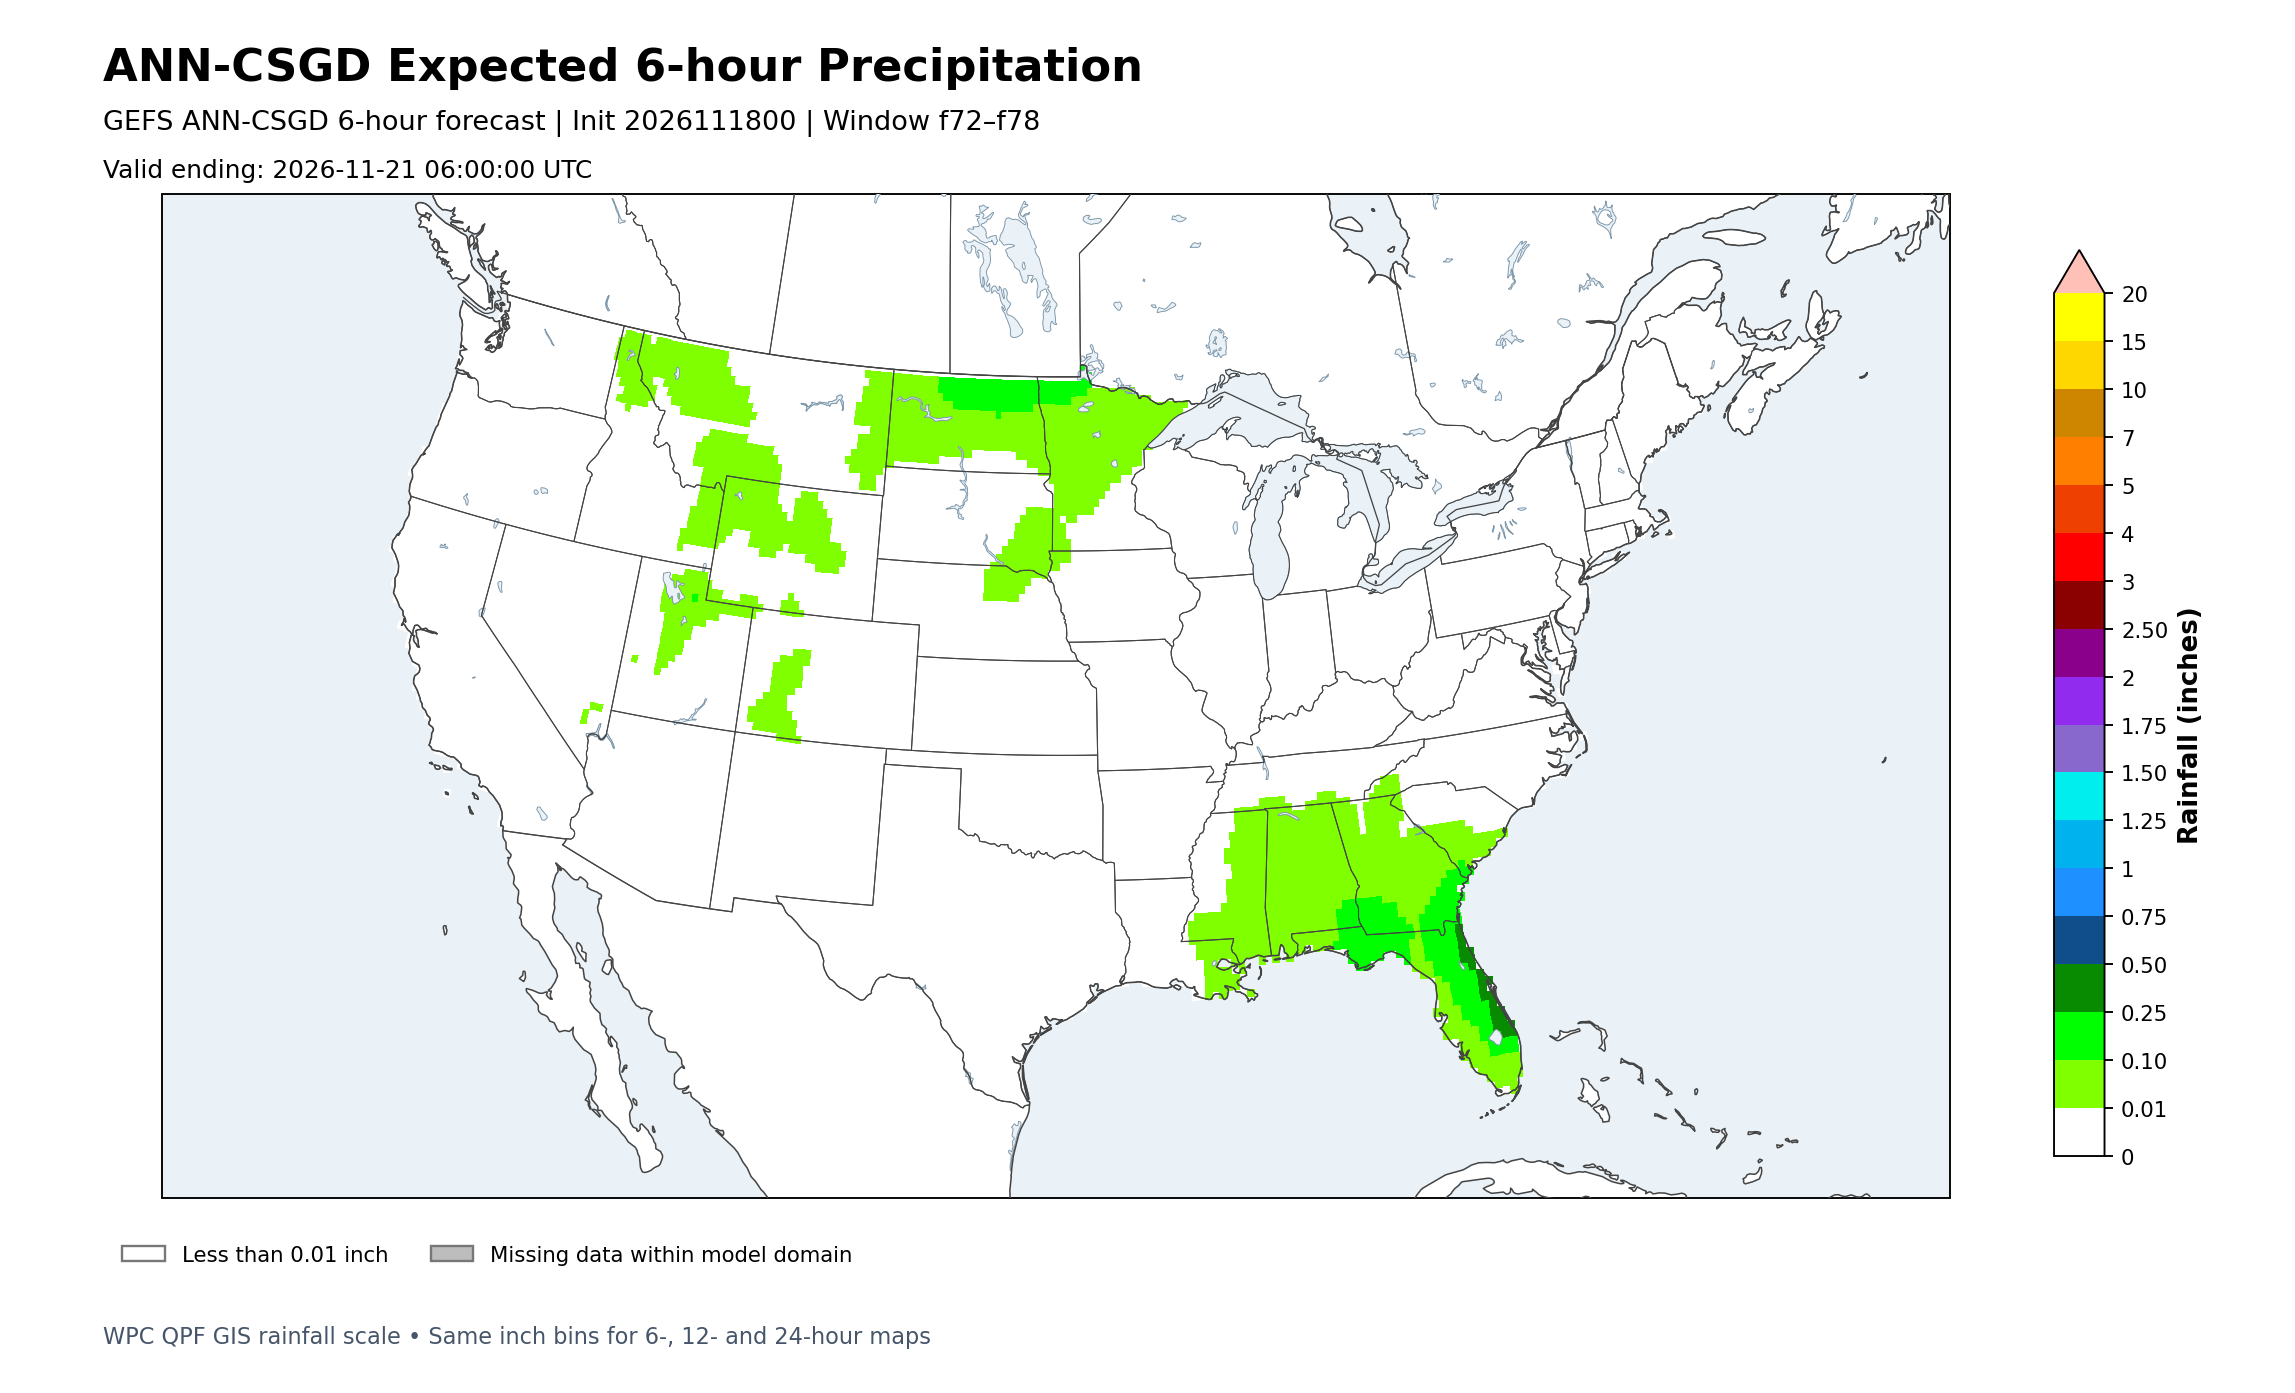 ANN-CSGD Expected 6-hour Precipitation
GEFS ANN-CSGD 6-hour forecast | Init 2026111800 | Window f72–f78
Valid ending: 2026-11-21 06:00:00 UTC
20
15
10
7
5
4
3
2.50
2
1.75
1.50
1.25
1
0.75
0.50
0.25
0.10
0.01
0
Rainfall (inches)
Less than 0.01 inch
Missing data within model domain
WPC QPF GIS rainfall scale • Same inch bins for 6-, 12- and 24-hour maps